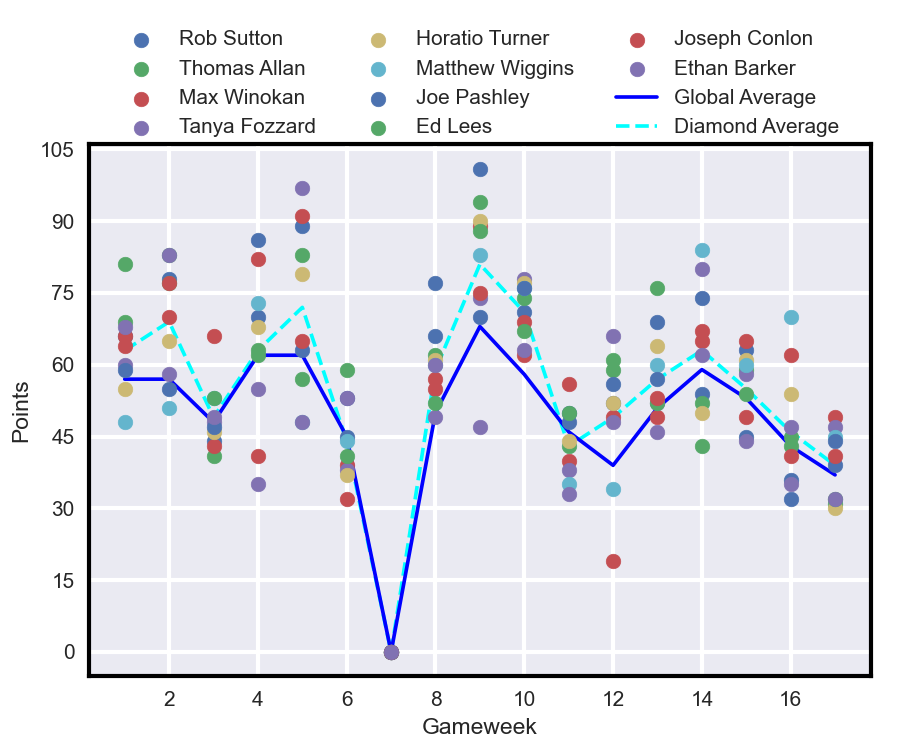 Rob Sutton
Thomas Allan
Max Winokan
Tanya Fozzard
Horatio Turner
Matthew Wiggins
Joe Pashley
Ed Lees
Joseph Conlon
Ethan Barker
Global Average
Diamond Average
105
90
75
60
45
30
15
0
Points
2 4 6 8 10 12 14 16
Gameweek